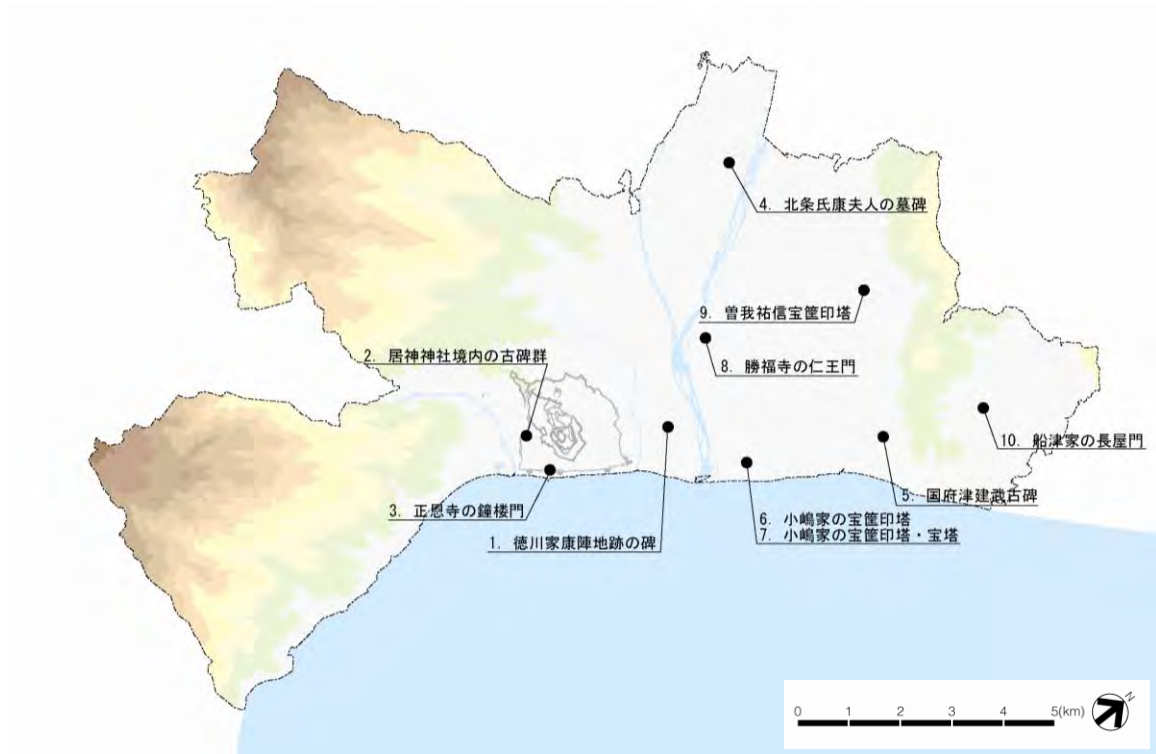 4. 北条氏康夫人の墓碑
9. 曽我祐信宝筐印塔
2. 居神神社境内の古碑群
8. 勝福寺の仁王門
10. 船津家の長屋門
5. 国府津建武古碑
3. 正恩寺の鐘楼門
6. 小嶋家の宝筐印塔
7. 小嶋家の宝筐印塔・宝塔
1. 徳川家康陣地跡の碑
0 1 2 3 4 5(km)
N